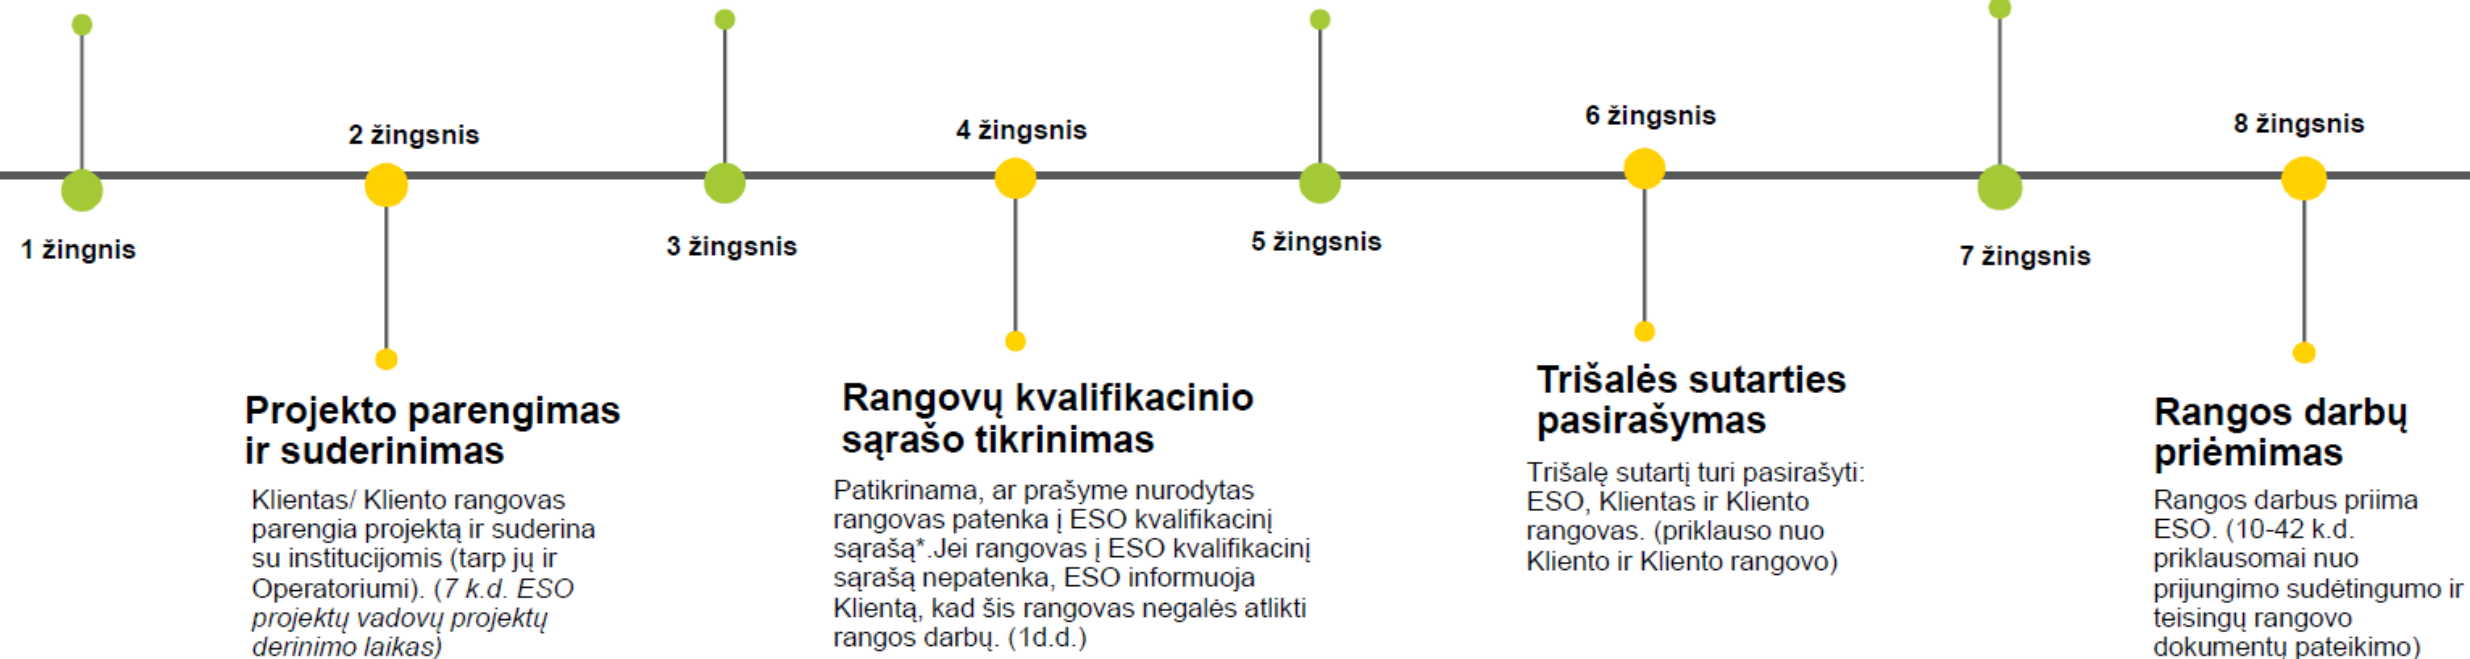 1 žingnis
2 žingsnis
3 žingsnis
4 žingsnis
5 žingsnis
6 žingsnis
7 žingsnis
8 žingsnis
Projekto parengimas
ir suderinimas
Klientas/ Kliento rangovas
parengia projektą ir suderina
su institucijomis (tarp jų ir
Operatoriumi). (7 k.d. ESO
projektų vadovų projektų
derinimo laikas)
Rangovų kvalifikacinio
sąrašo tikrinimas
Patikrinama, ar prašyme nurodytas
rangovas patenka į ESO kvalifikacinį
sąrašą*.Jei rangovas į ESO kvalifikacinį
sąrašą nepatenka, ESO informuoja
Klientą, kad šis rangovas negalės atlikti
rangos darbų. (1d.d.)
Trišalės sutarties
pasirašymas
Trišalę sutartį turi pasirašyti:
ESO, Klientas ir Kliento
rangovas. (priklauso nuo
Kliento ir Kliento rangovo)
Rangos darbų
priėmimas
Rangos darbus priima
ESO. (10-42 k.d.
priklausomai nuo
prijungimo sudėtingumo ir
teisingų rangovo
dokumentų pateikimo)